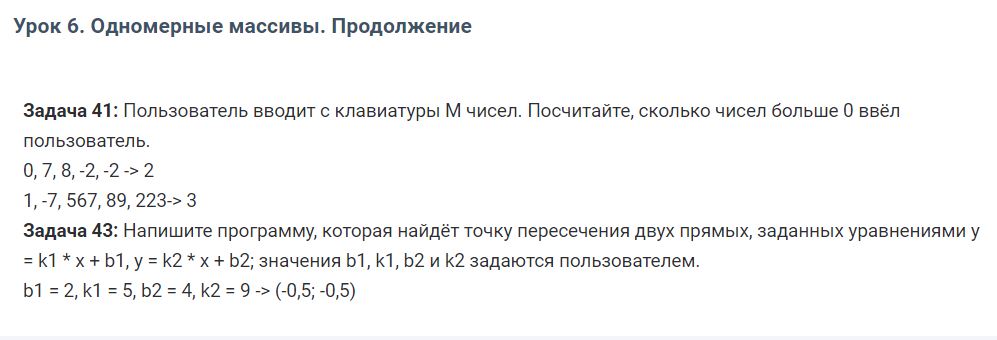 Урок 6. Одномерные массивы. Продолжение
Задача 41: Пользователь вводит с клавиатуры M чисел. Посчитайте, сколько чисел больше 0 ввёл
пользователь.
0, 7, 8, -2, -2 -> 2
1, -7, 567, 89, 223-> 3
Задача 43: Напишите программу, которая найдёт точку пересечения двух прямых, заданных уравнениями y
= k1 * x + b1, y = k2 * x + b2; значения b1, k1, b2 и k2 задаются пользователем.
b1 = 2, k1 = 5, b2 = 4, k2 = 9 -> (-0,5; -0,5)